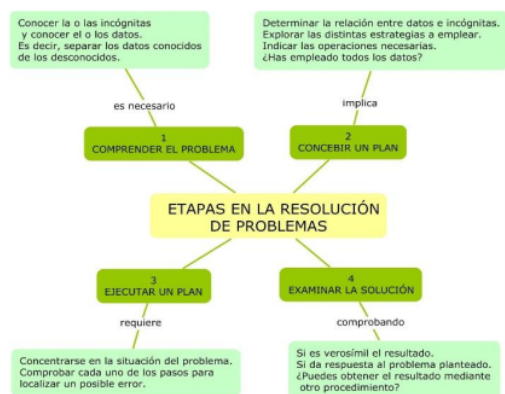 Conocer la o las incógnitas
y conocer el o los datos.
Es decir, separar los datos conocidos
de los desconocidos.
Determinar la relación entre datos e incógnitas.
Explorar las distintas estrategias a emplear.
Indicar las operaciones necesarias.
¿Has empleado todos los datos?
es necesario
implica
1
COMPRENDER EL PROBLEMA
2
CONCEBIR UN PLAN
ETAPAS EN LA RESOLUCIÓN
DE PROBLEMAS
3
EJECUTAR UN PLAN
4
EXAMINAR LA SOLUCIÓN
requiere
comprobando
Concentrarse en la situación del problema.
Comprobar cada uno de los pasos para
localizar un posible error.
Si es verosímil el resultado.
Si da respuesta al problema planteado.
¿Puedes obtener el resultado mediante
otro procedimiento?